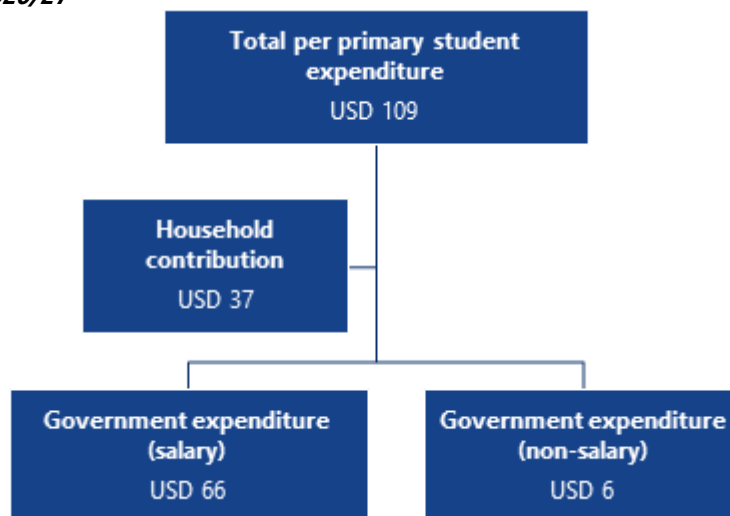 Total per primary student
expenditure
USD 109
Household
contribution
USD 37
Government expenditure
(salary)
USD 66
Government expenditure
(non-salary)
USD 6